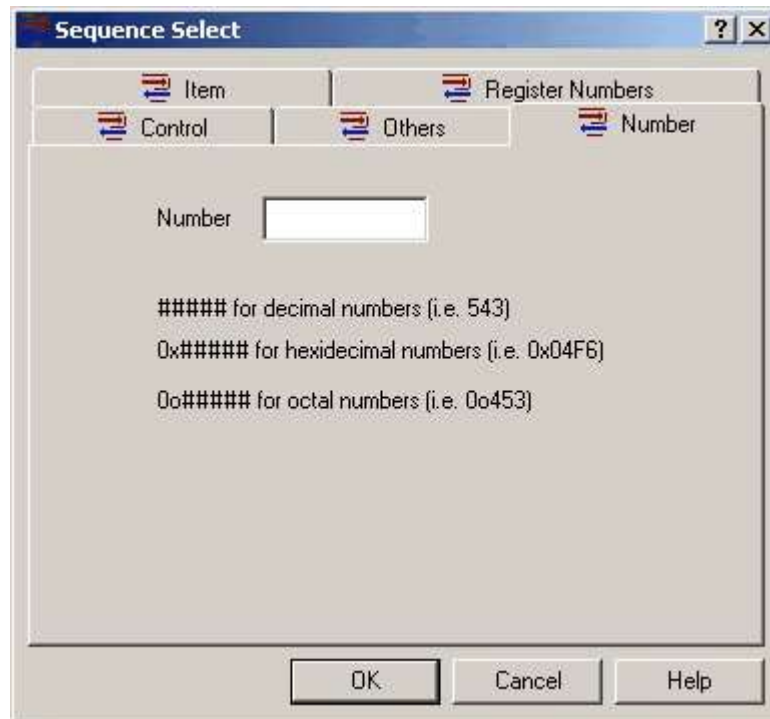 Sequence Select
Item Register Numbers
Control Others Number
Number
##### for decimal numbers (i.e. 543)
0x##### for hexidecimal numbers (i.e. 0x04F6)
0o##### for octal numbers (i.e. 0o453)
OK Cancel Help